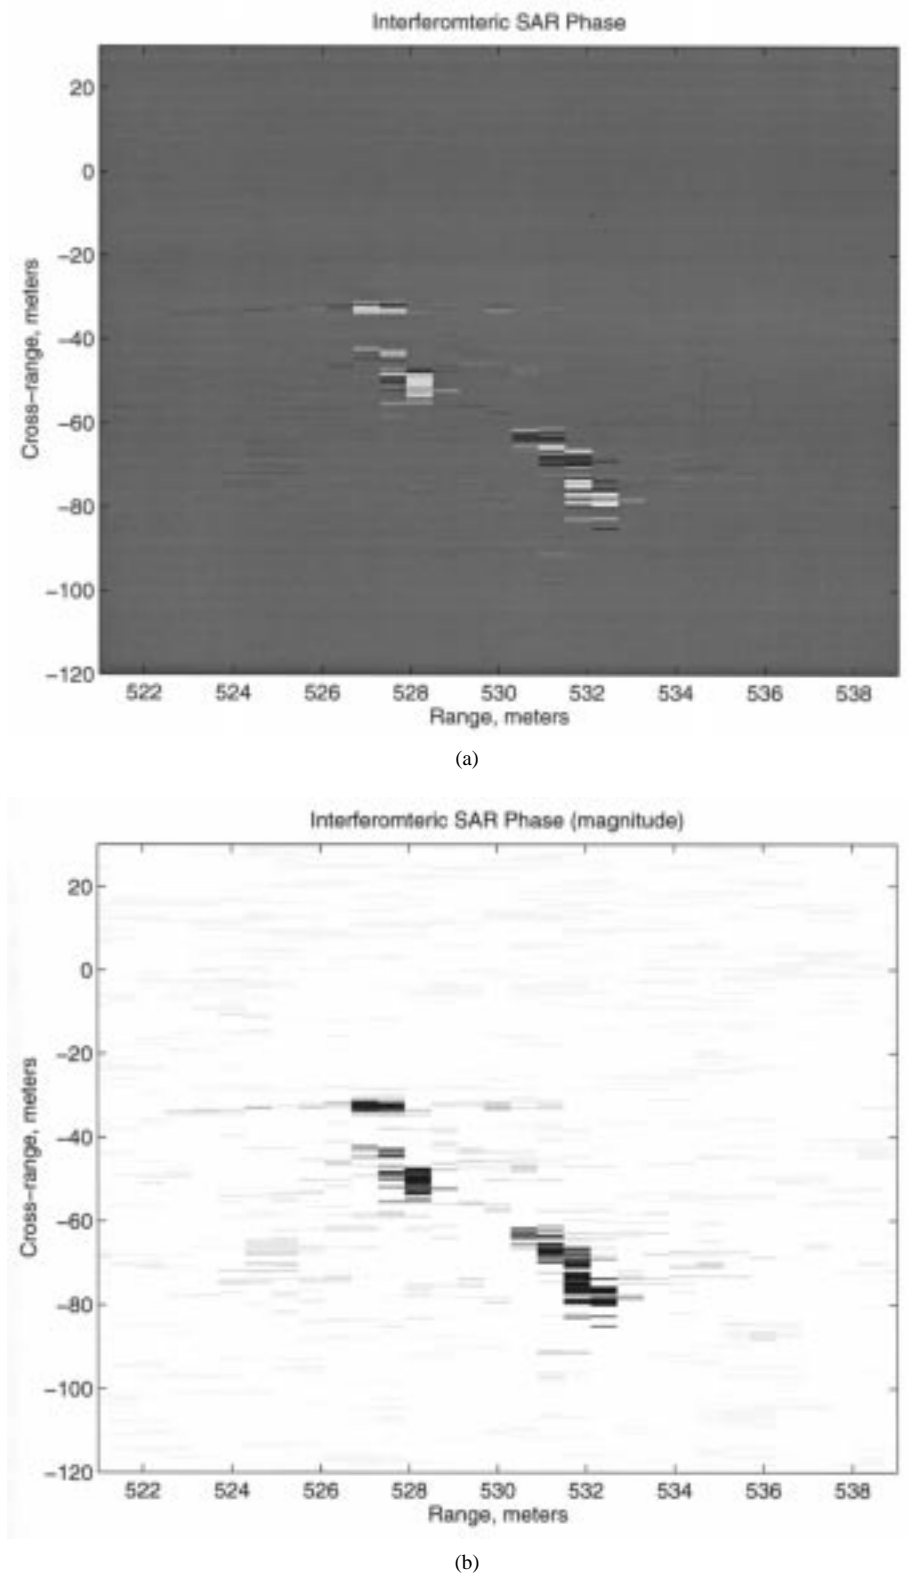 Interferomteric SAR Phase
20
0
−20
−40
−60
−80
−100
−120
Cross−range, meters
522 524 526 528 530 532 534 536 538
Range, meters
(a)
Interferomteric SAR Phase (magnitude)
20
0
−20
−40
−60
−80
−100
−120
Cross−range, meters
522 524 526 528 530 532 534 536 538
Range, meters
(b)